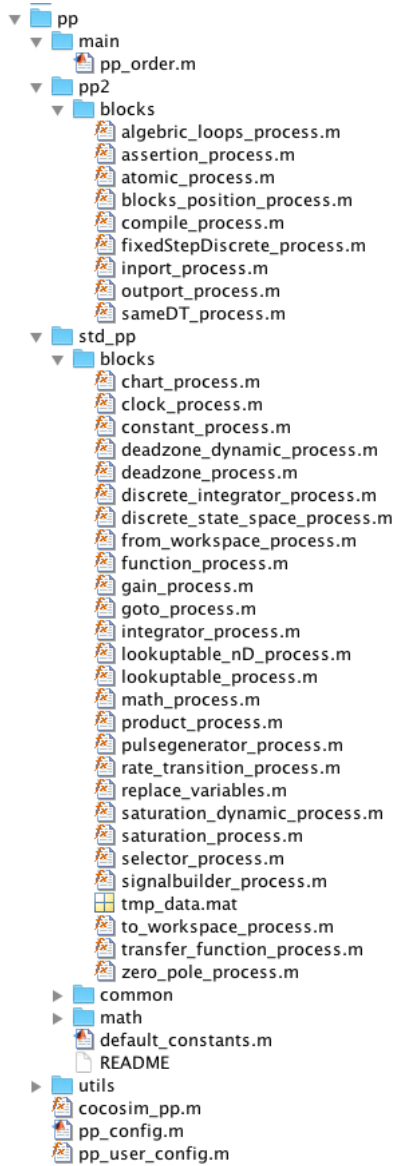 pp
main
pp_order.m
pp2
blocks
algebric_loops_process.m
assertion_process.m
atomic_process.m
blocks_position_process.m
compile_process.m
fixedStepDiscrete_process.m
inport_process.m
outport_process.m
sameDT_process.m
std_pp
blocks
chart_process.m
clock_process.m
constant_process.m
deadzone_dynamic_process.m
deadzone_process.m
discrete_integrator_process.m
discrete_state_space_process.m
from_workspace_process.m
function_process.m
gain_process.m
goto_process.m
integrator_process.m
lookuptable_nD_process.m
lookuptable_process.m
math_process.m
product_process.m
pulsegenerator_process.m
rate_transition_process.m
replace_variables.m
saturation_dynamic_process.m
saturation_process.m
selector_process.m
signalbuilder_process.m
tmp_data.mat
to_workspace_process.m
transfer_function_process.m
zero_pole_process.m
common
math
default_constants.m
README
utils
cocosim_pp.m
pp_config.m
pp_user_config.m